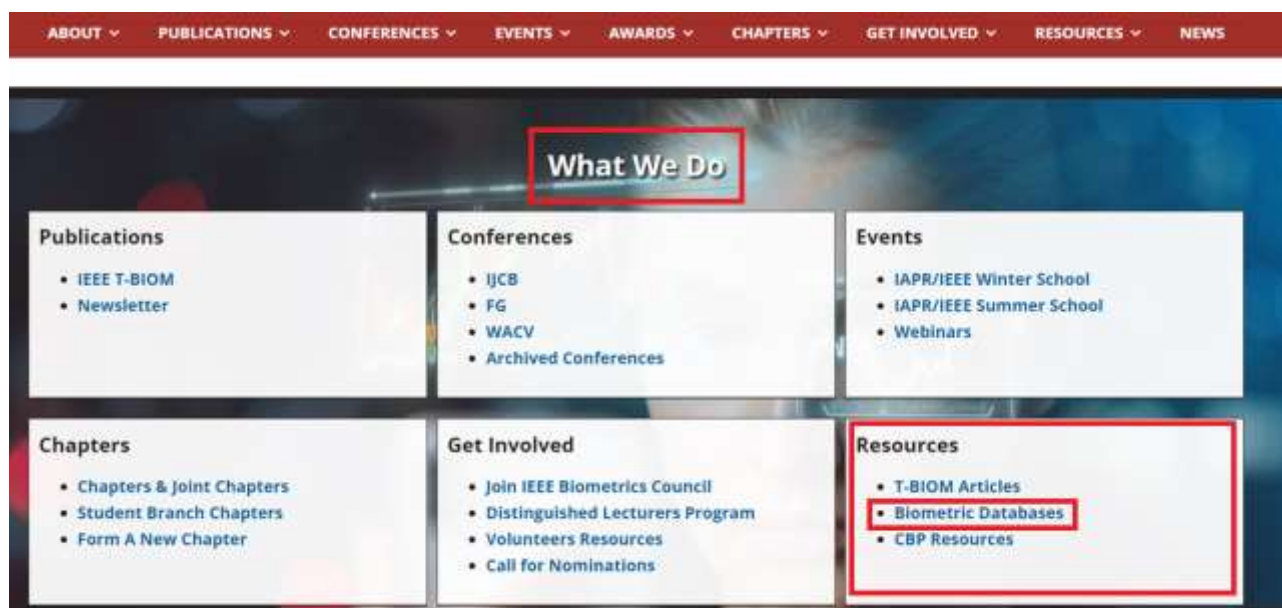 ABOUT PUBLICATIONS CONFERENCES EVENTS AWARDS CHAPTERS GET INVOLVED RESOURCES NEWS
What We Do
Publications
• IEEE T-BIOM
• Newsletter
Conferences
• IJCB
• FG
• WACV
• Archived Conferences
Events
• IAPR/IEEE Winter School
• IAPR/IEEE Summer School
• Webinars
Chapters
• Chapters & Joint Chapters
• Student Branch Chapters
• Form A New Chapter
Get Involved
• Join IEEE Biometrics Council
• Distinguished Lecturers Program
• Volunteers Resources
• Call for Nominations
Resources
• T-BIOM Articles
• Biometric Databases
• CBP Resources